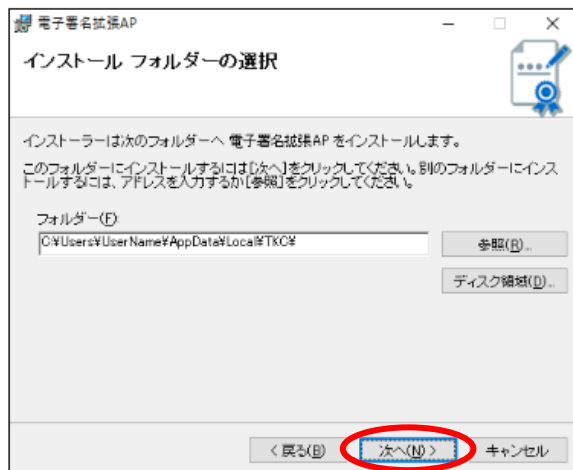 電子署名拡張AP
インストール フォルダーの選択
インストーラーは次のフォルダーへ 電子署名拡張AP をインストールします。
このフォルダーにインストールするには[次へ]をクリックしてください。別のフォルダーにインス
トールするには、アドレスを入力するか[参照]をクリックしてください。
フォルダー(F):
C:¥Users¥UserName¥AppData¥Local¥TKC¥
参照(R)...
ディスク領域(D)...
< 戻る(B)
次へ(N) >
キャンセル